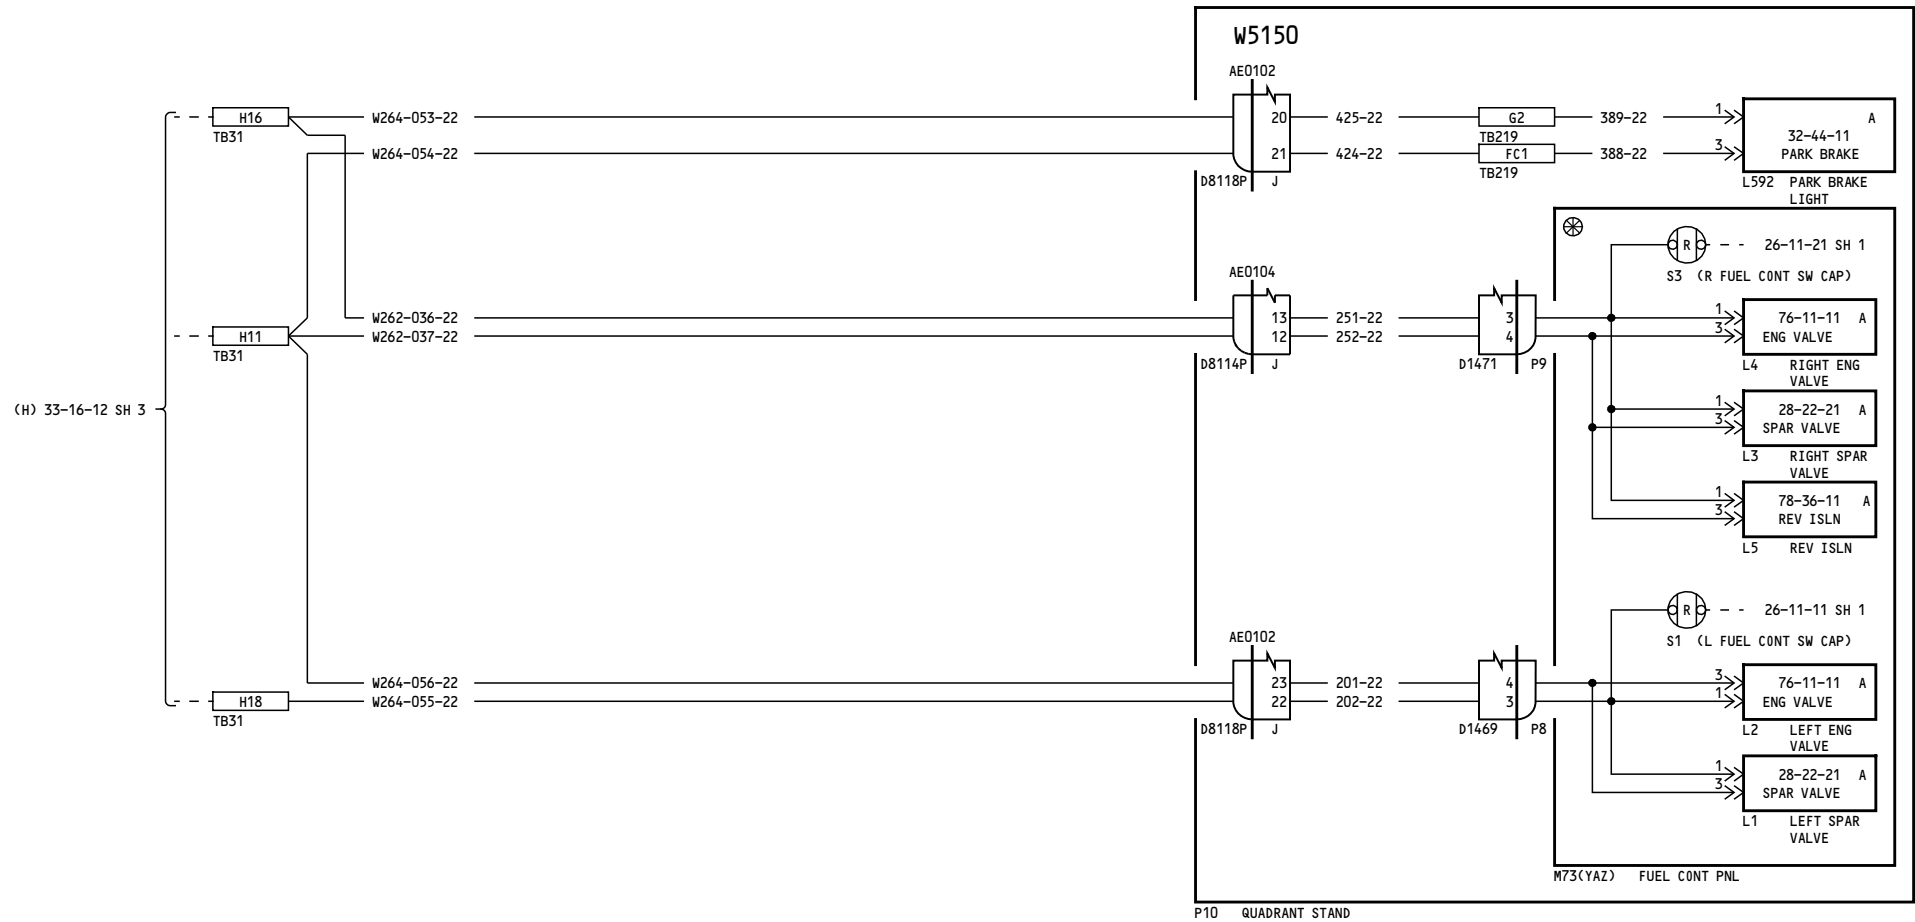 W5150
AE0102
H16
TB31
W264-053-22
20
425-22
G2
TB219
389-22
1
A
32-44-11
PARK BRAKE
W264-054-22
21
424-22
FC1
TB219
388-22
3
D8118P J
L592 PARK BRAKE
LIGHT
R
26-11-21 SH 1
S3 (R FUEL CONT SW CAP)
AE0104
W262-036-22
13
251-22
3
1
76-11-11 A
ENG VALVE
H11
TB31
W262-037-22
12
252-22
4
3
D8114P J
D1471 P9
L4 RIGHT ENG
VALVE
(H) 33-16-12 SH 3
1
28-22-21 A
3
SPAR VALVE
L3 RIGHT SPAR
VALVE
1
78-36-11 A
3
REV ISLN
L5 REV ISLN
R
26-11-11 SH 1
S1 (L FUEL CONT SW CAP)
AE0102
W264-056-22
23
201-22
4
3
76-11-11 A
ENG VALVE
H18
TB31
W264-055-22
22
202-22
3
1
D8118P J
D1469 P8
L2 LEFT ENG
VALVE
1
28-22-21 A
3
SPAR VALVE
L1 LEFT SPAR
VALVE
M73(YAZ) FUEL CONT PNL
P10 QUADRANT STAND